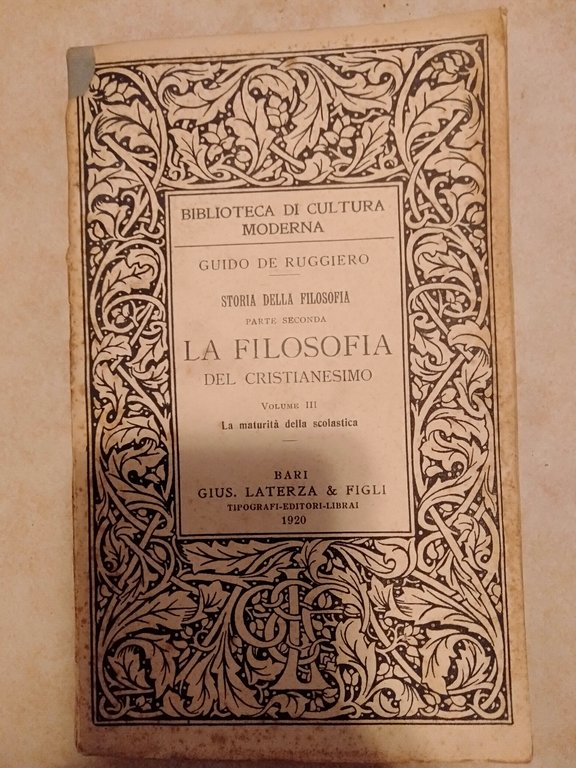 BIBLIOTECA DI CULTURA
MODERNA
GUIDO DE RUGGIERO
STORIA DELLA FILOSOFIA
PARTE SECONDA
LA FILOSOFIA
DEL CRISTIANESIMO
VOLUME III
La maturità della scolastica
BARI
GIUS. LATERZA & FIGLI
TIPOGRAFI-EDITORI-LIBRAI
1920